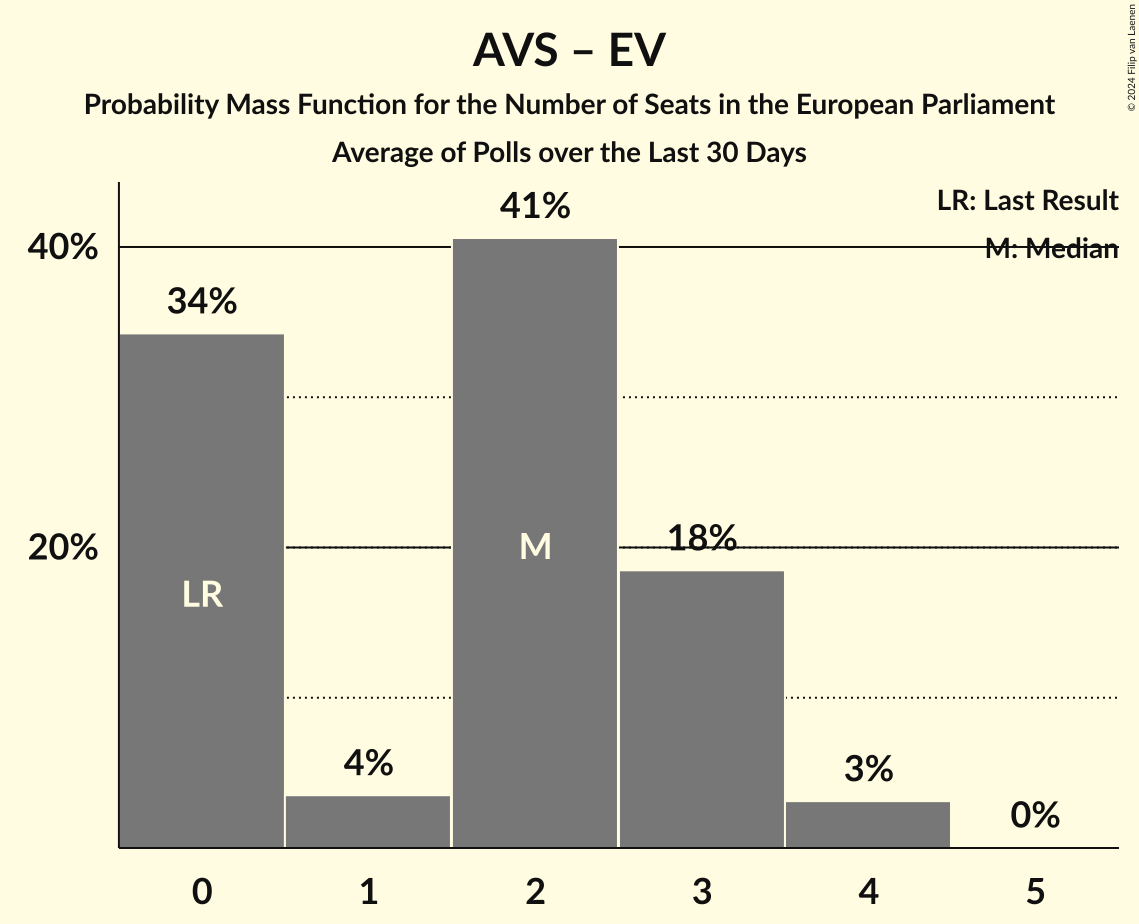 AVS – EV
Probability Mass Function for the Number of Seats in the European Parliament
Average of Polls over the Last 30 Days
© 2024 Filip van Laenen
LR: Last Result
M: Median
41%
40%
34%
20%
18%
M
LR
4%
3%
0%
0 1 2 3 4 5